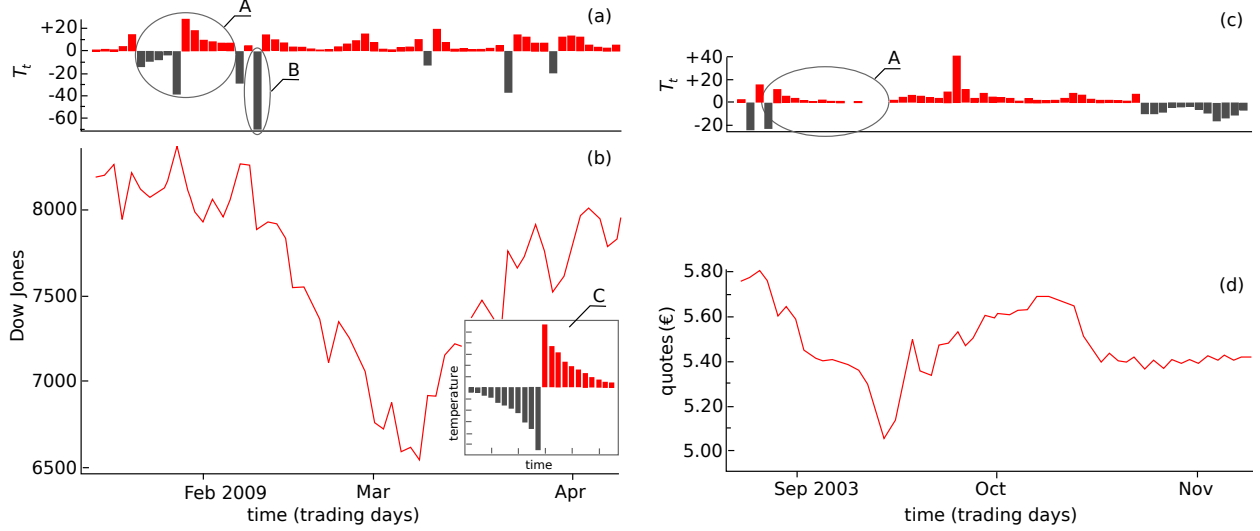 A
(a)
+20
0
-20
-40
-60
T_t
B
(b)
8000
7500
7000
6500
Dow Jones
C
temperature
time
Feb 2009
Mar
Apr
time (trading days)
(c)
A
+40
+20
0
-20
T_t
(d)
5.80
5.60
5.40
5.20
5.00
quotes (€)
Sep 2003
Oct
Nov
time (trading days)